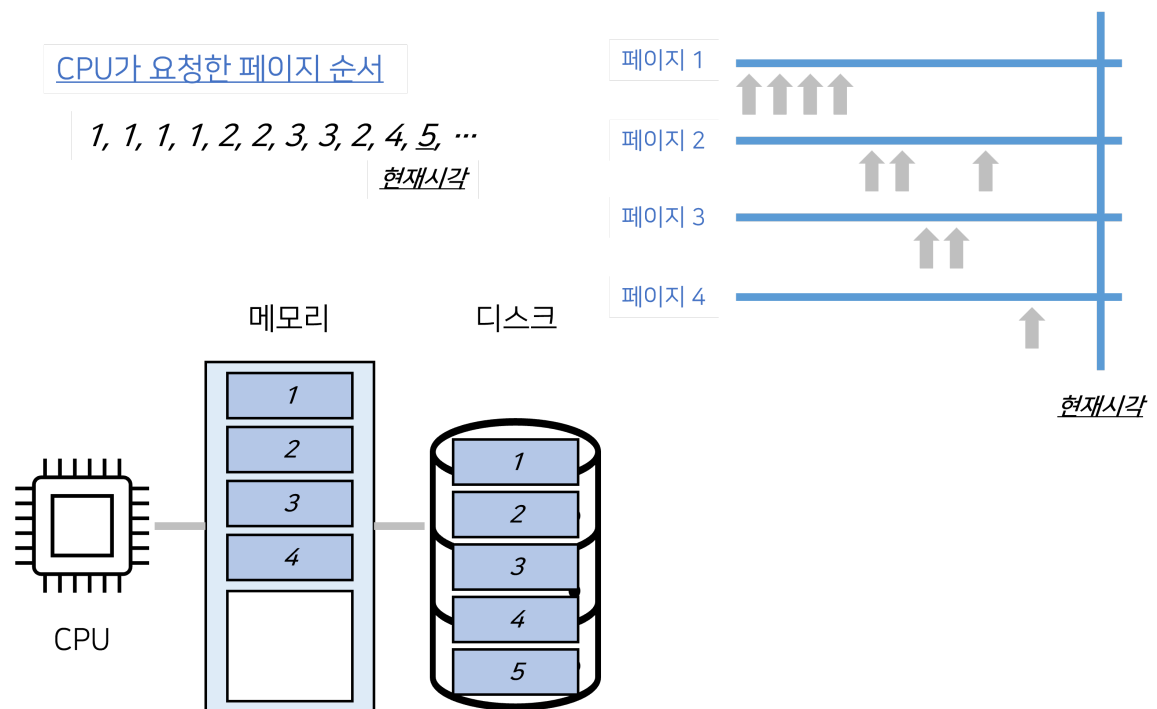 CPU가 요청한 페이지 순서
1, 1, 1, 1, 2, 2, 3, 3, 2, 4, 5, ⋯
현재시각
페이지 1
페이지 2
페이지 3
페이지 4
현재시각
메모리
디스크
1
2
3
4
1
2
3
4
5
CPU